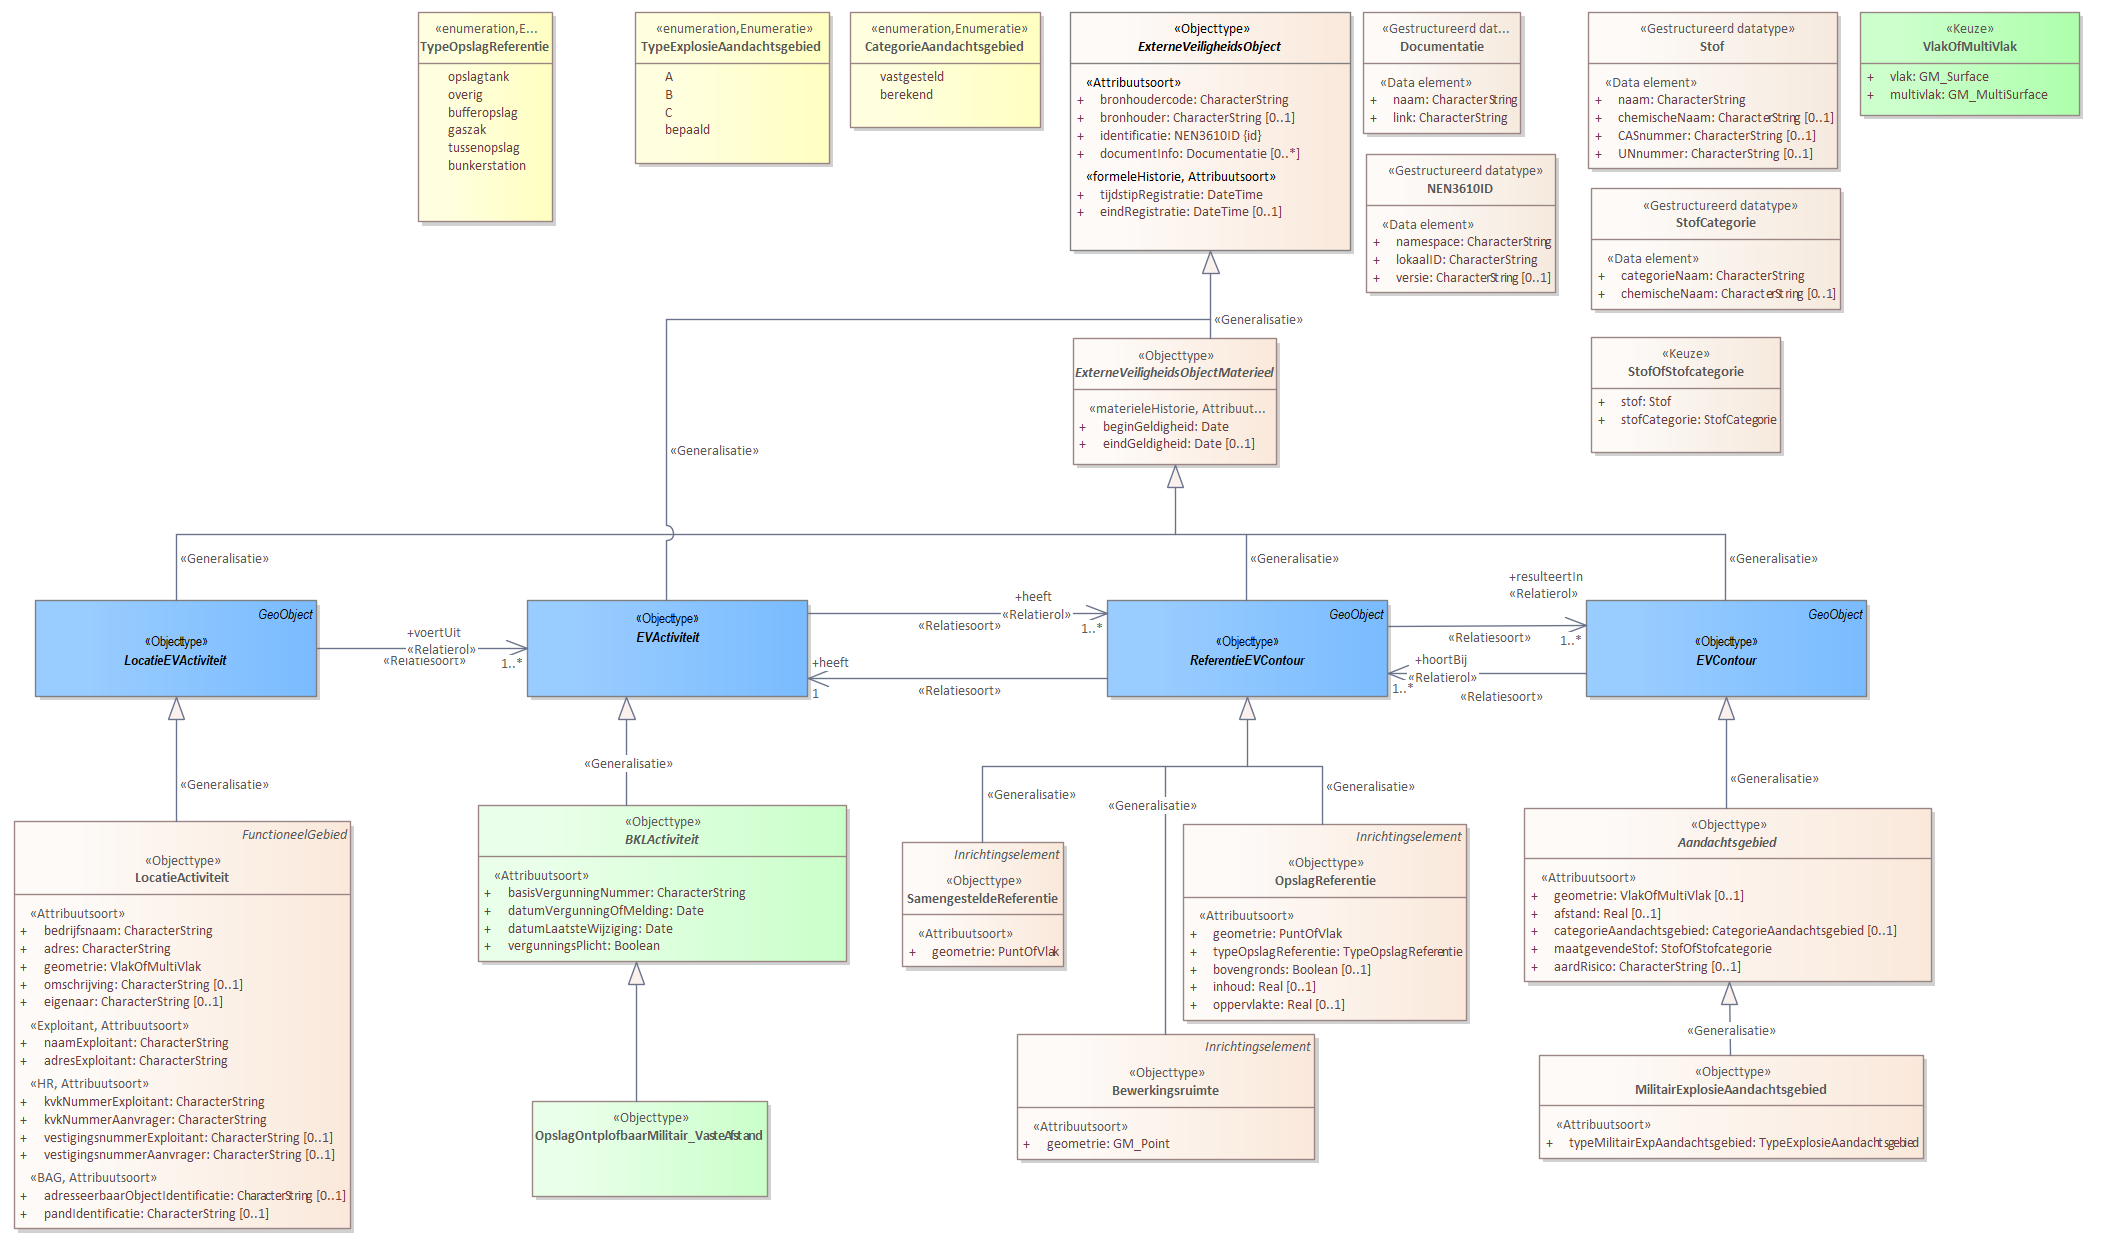 «enumeration,E...
TypeOpslagReferentie
opslagtank
overig
bufferopslag
gaszak
tussenopslag
bunkerstation
«enumeration,Enumeratie»
TypeExplosieAandachtsgebied
A
B
C
bepaald
«enumeration,Enumeratie»
CategorieAandachtsgebied
vastgesteld
berekend
«Objecttype»
ExterneVeiligheidsObject
«Attribuutsoort»
+ bronhoudercode: CharacterString
+ bronhouder: CharacterString [0..1]
+ identificatie: NEN3610ID {id}
+ documentInfo: Documentatie [0..*]
«formeleHistorie, Attribuutsoort»
+ tijdstipRegistratie: DateTime
+ eindRegistratie: DateTime [0..1]
«Gestructureerd dat...
Documentatie
«Data element»
+ naam: CharacterString
+ link: CharacterString
«Gestructureerd datatype»
NEN3610ID
«Data element»
+ namespace: CharacterString
+ lokaalID: CharacterString
+ versie: CharacterString [0..1]
«Gestructureerd datatype»
Stof
«Data element»
+ naam: CharacterString
+ chemischeNaam: CharacterString [0..1]
+ CASnummer: CharacterString [0..1]
+ UNnummer: CharacterString [0..1]
«Gestructureerd datatype»
StofCategorie
«Data element»
+ categorieNaam: CharacterString
+ chemischeNaam: CharacterString [0..1]
«Keuze»
StofOfStofcategorie
+ stof: Stof
+ stofCategorie: StofCategorie
«Keuze»
VlakOfMultiVlak
+ vlak: GM_Surface
+ multivlak: GM_MultiSurface
«Generalisatie»
«Objecttype»
ExterneVeiligheidsObjectMaterieel
«materieleHistorie, Attribuut...
+ beginGeldigheid: Date
+ eindGeldigheid: Date [0..1]
«Generalisatie»
«Generalisatie»
«Generalisatie»
«Generalisatie»
GeoObject
«Objecttype»
LocatieEVActiviteit
+voertUit
«Relatierol»
«Relatiesoort»
1..*
«Objecttype»
EVActiviteit
+heeft
«Relatierol»
«Relatiesoort»
1..*
+heeft
1
«Relatiesoort»
GeoObject
«Objecttype»
ReferentieEVContour
+resulteertIn
«Relatierol»
«Relatiesoort»
1..*
+hoortBij
«Relatierol»
1..*
«Relatiesoort»
GeoObject
«Objecttype»
EVContour
«Generalisatie»
«Generalisatie»
«Generalisatie»
«Generalisatie»
«Generalisatie»
«Generalisatie»
FunctioneelGebied
«Objecttype»
LocatieActiviteit
«Attribuutsoort»
+ bedrijfsnaam: CharacterString
+ adres: CharacterString
+ geometrie: VlakOfMultiVlak
+ omschrijving: CharacterString [0..1]
+ eigenaar: CharacterString [0..1]
«Exploitant, Attribuutsoort»
+ naamExploitant: CharacterString
+ adresExploitant: CharacterString
«HR, Attribuutsoort»
+ kvkNummerExploitant: CharacterString
+ kvkNummerAanvrager: CharacterString
+ vestigingsnummerExploitant: CharacterString [0..1]
+ vestigingsnummerAanvrager: CharacterString [0..1]
«BAG, Attribuutsoort»
+ adresseerbaarObjectIdentificatie: CharacterString [0..1]
+ pandIdentificatie: CharacterString [0..1]
«Objecttype»
BKLActiviteit
«Attribuutsoort»
+ basisVergunningNummer: CharacterString
+ datumVergunningOfMelding: Date
+ datumLaatsteWijziging: Date
+ vergunningsPlicht: Boolean
«Objecttype»
OpslagOntplofbaarMilitair_VasteAfstand
Inrichtingselement
«Objecttype»
SamengesteldeReferentie
«Attribuutsoort»
+ geometrie: PuntOfVlak
Inrichtingselement
«Objecttype»
OpslagReferentie
«Attribuutsoort»
+ geometrie: PuntOfVlak
+ typeOpslagReferentie: TypeOpslagReferentie
+ bovengronds: Boolean [0..1]
+ inhoud: Real [0..1]
+ oppervlakte: Real [0..1]
Inrichtingselement
«Objecttype»
Bewerkingsruimte
«Attribuutsoort»
+ geometrie: GM_Point
«Objecttype»
Aandachtsgebied
«Attribuutsoort»
+ geometrie: VlakOfMultiVlak [0..1]
+ afstand: Real [0..1]
+ categorieAandachtsgebied: CategorieAandachtsgebied [0..1]
+ maatgevendeStof: StofOfStofcategorie
+ aardRisico: CharacterString [0..1]
«Generalisatie»
«Objecttype»
MilitairExplosieAandachtsgebied
«Attribuutsoort»
+ typeMilitairExpAandachtsgebied: TypeExplosieAandachtsgebied